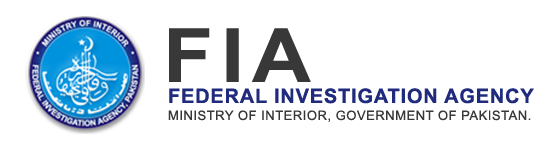 MINISTRY OF INTERIOR
FEDERAL INVESTIGATION AGENCY, PAKISTAN
FIA
FEDERAL INVESTIGATION AGENCY
MINISTRY OF INTERIOR, GOVERNMENT OF PAKISTAN.